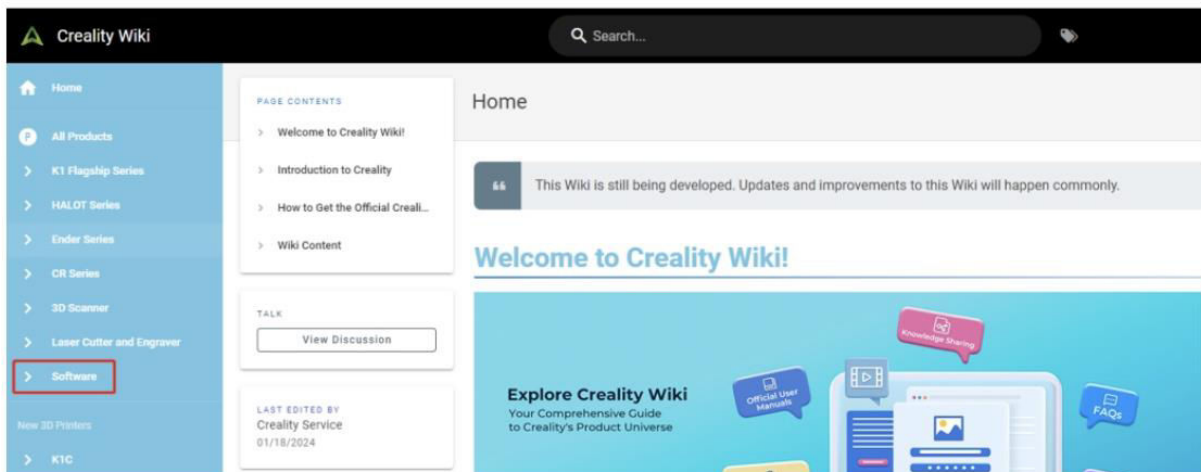 Creality Wiki
Search...
Home
All Products
K1 Flagship Series
HALOT Series
Ender Series
CR Series
3D Scanner
Laser Cutter and Engraver
Software
New 3D Printers
K1C
PAGE CONTENTS
Welcome to Creality Wiki!
Introduction to Creality
How to Get the Official Creali...
Wiki Content
TALK
View Discussion
LAST EDITED BY
Creality Service
01/18/2024
Home
This Wiki is still being developed. Updates and improvements to this Wiki will happen commonly.
Welcome to Creality Wiki!
Explore Creality Wiki
Your Comprehensive Guide
to Creality's Product Universe
Knowledge Sharing
Official User
Manuals
FAQs